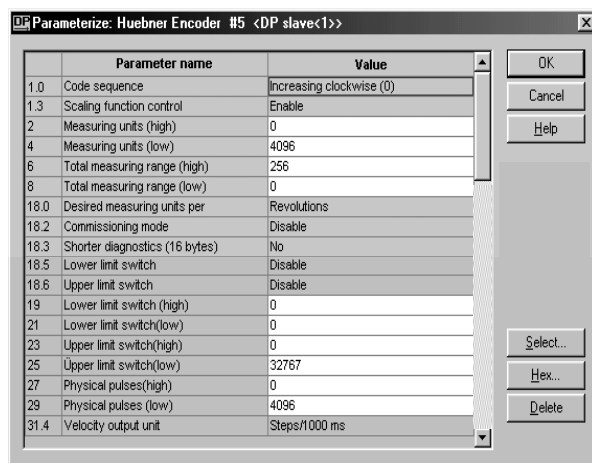 DP Parameterize: Huebner Encoder #5 <DP slave<1>>
Parameter name Value
1.0 Code sequence Increasing clockwise (0)
1.3 Scaling function control Enable
2 Measuring units (high) 0
4 Measuring units (low) 4096
6 Total measuring range (high) 256
8 Total measuring range (low) 0
18.0 Desired measuring units per Revolutions
18.2 Commissioning mode Disable
18.3 Shorter diagnostics (16 bytes) No
18.5 Lower limit switch Disable
18.6 Upper limit switch Disable
19 Lower limit switch (high) 0
21 Lower limit switch(low) 0
23 Upper limit switch(high) 0
25 Üpper limit switch(low) 32767
27 Physical pulses(high) 0
29 Physical pulses (low) 4096
31.4 Velocity output unit Steps/1000 ms
OK
Cancel
Help
Select...
Hex...
Delete